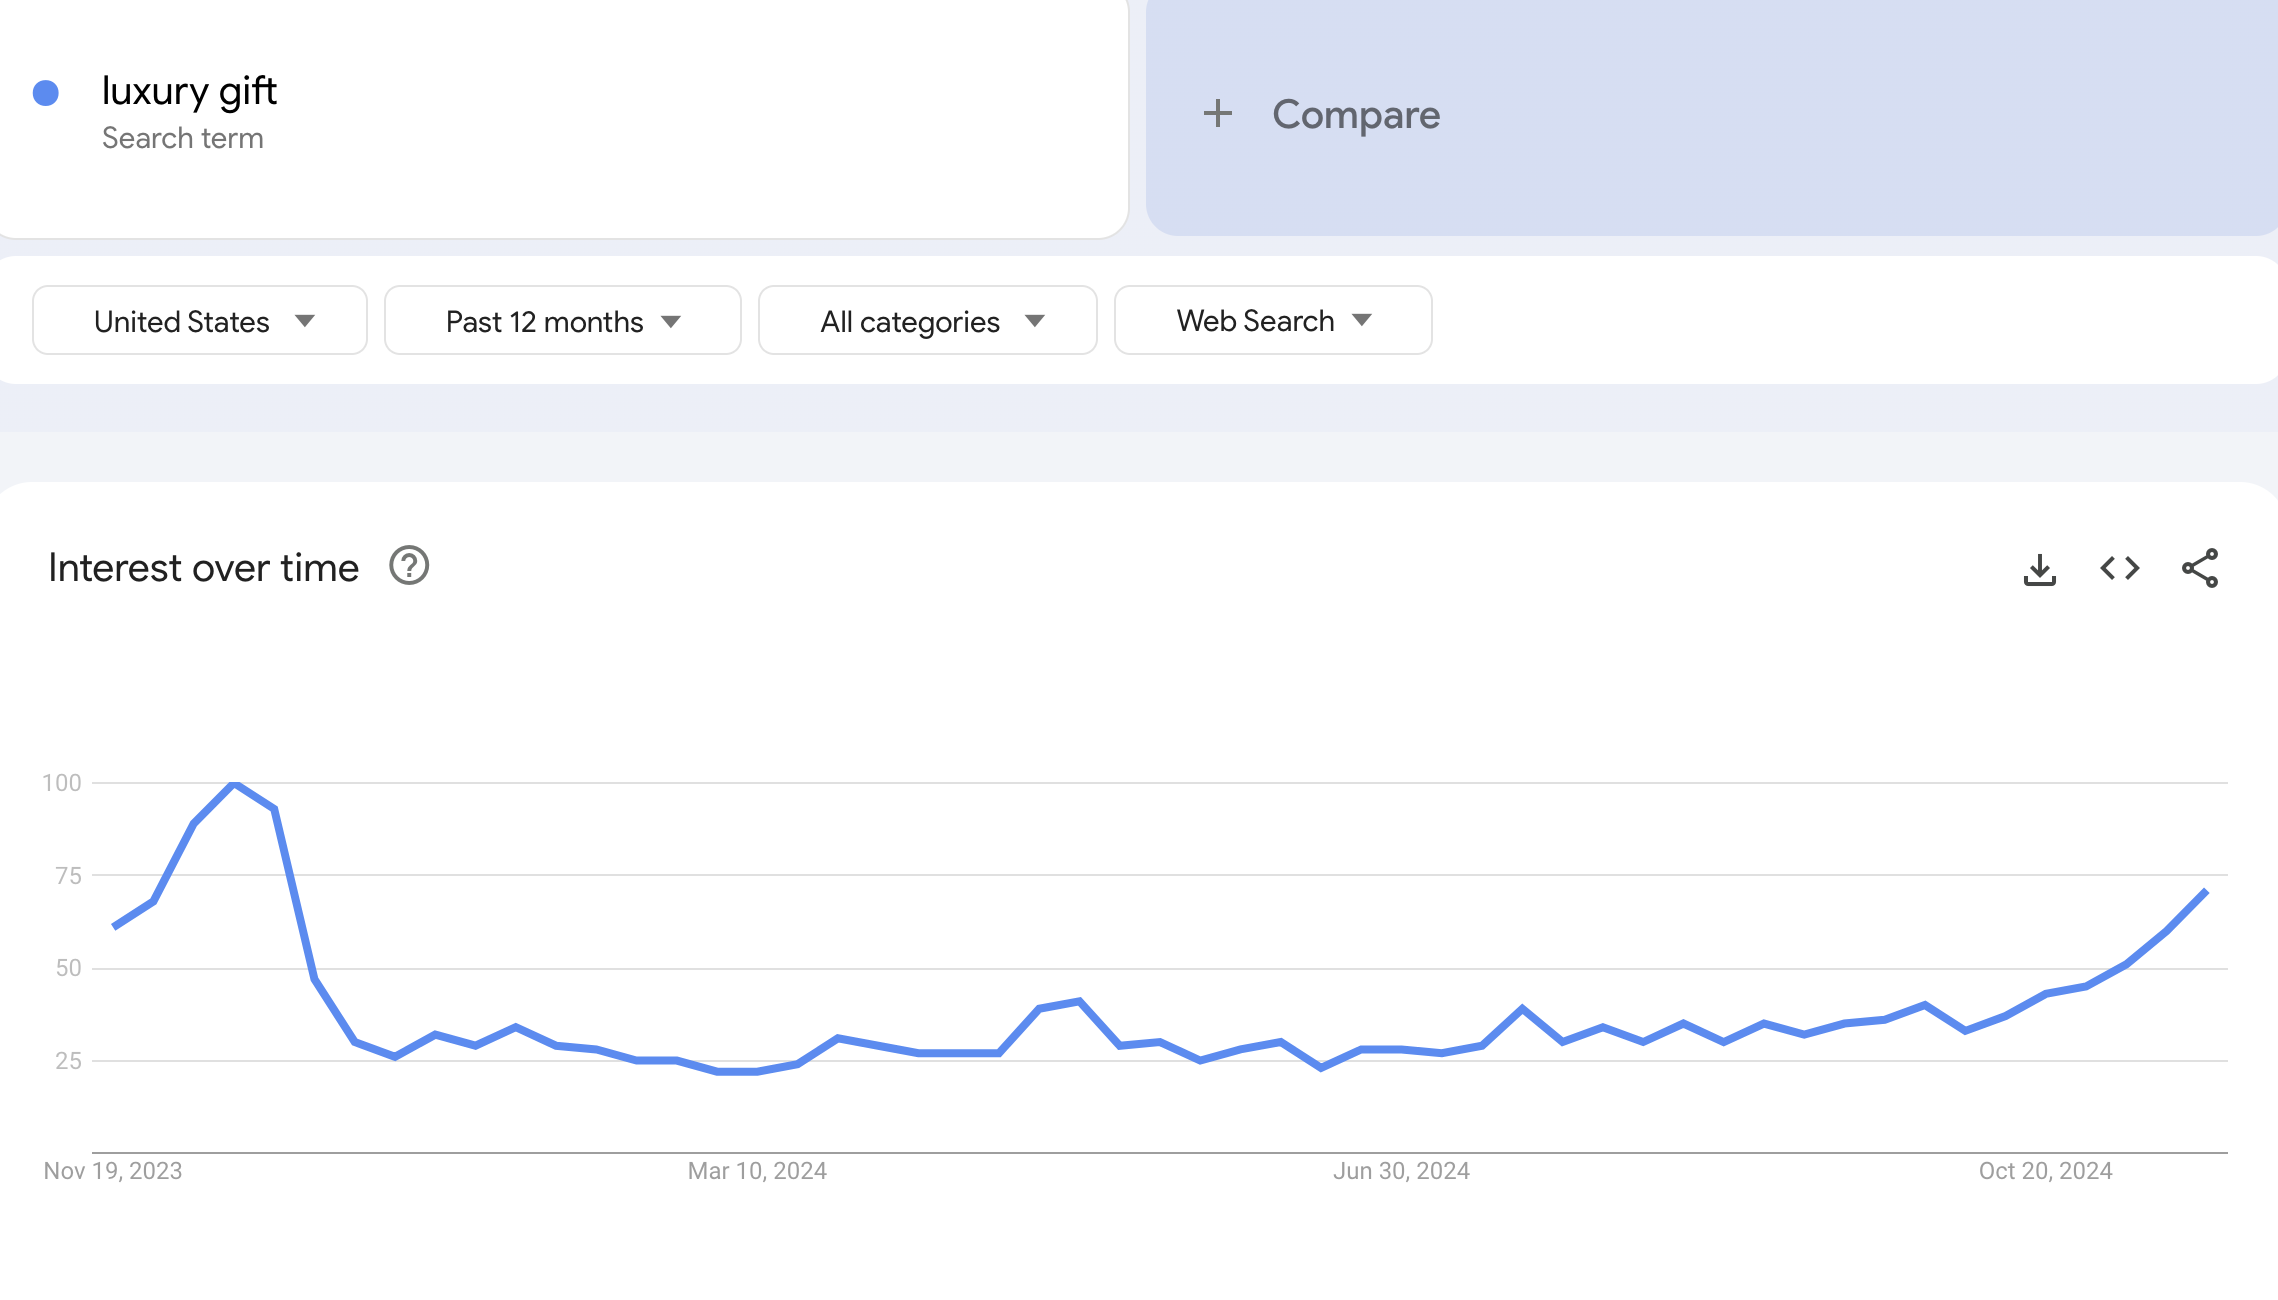 luxury gift
Search term
+ Compare
United States
Past 12 months
All categories
Web Search
Interest over time
100
75
50
25
Nov 19, 2023
Mar 10, 2024
Jun 30, 2024
Oct 20, 2024